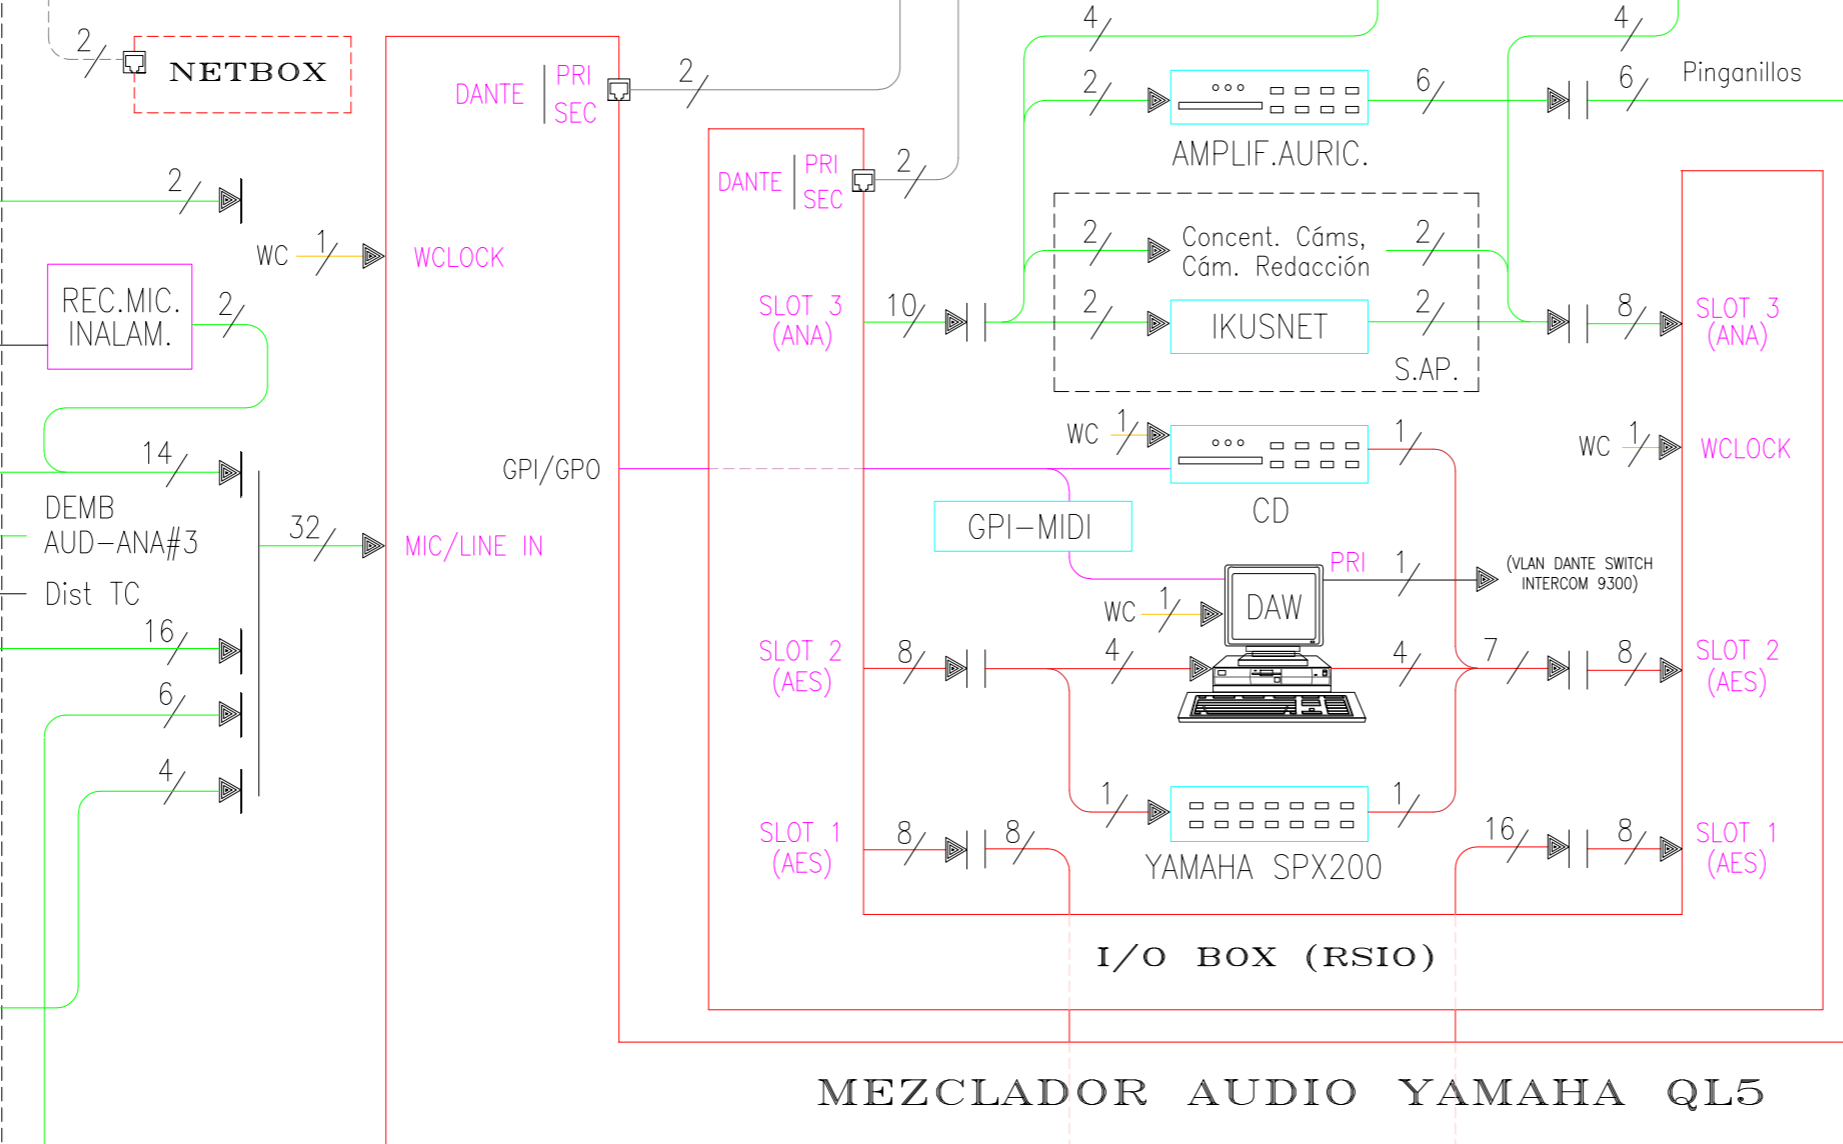 4
4
2
NETBOX
DANTE
PRI
SEC
2
2
6
6
Pinganillos
AMPLIF.AURIC.
DANTE
PRI
SEC
2
2
WC
1
WCLOCK
2
Concent. Cáms,
Cám. Redacción
2
REC.MIC.
INALAM.
2
SLOT 3
(ANA)
10
2
IKUSNET
2
8
SLOT 3
(ANA)
S.AP.
WC
1
1
CD
WC
1
WCLOCK
14
GPI/GPO
DEMB
AUD-ANA#3
32
MIC/LINE IN
GPI-MIDI
PRI
1
(VLAN DANTE SWITCH
INTERCOM 9300)
Dist TC
WC
1
DAW
16
SLOT 2
(AES)
8
4
4
7
8
SLOT 2
(AES)
6
4
1
1
YAMAHA SPX200
SLOT 1
(AES)
8
8
16
8
SLOT 1
(AES)
I/O BOX (RSIO)
MEZCLADOR AUDIO YAMAHA QL5